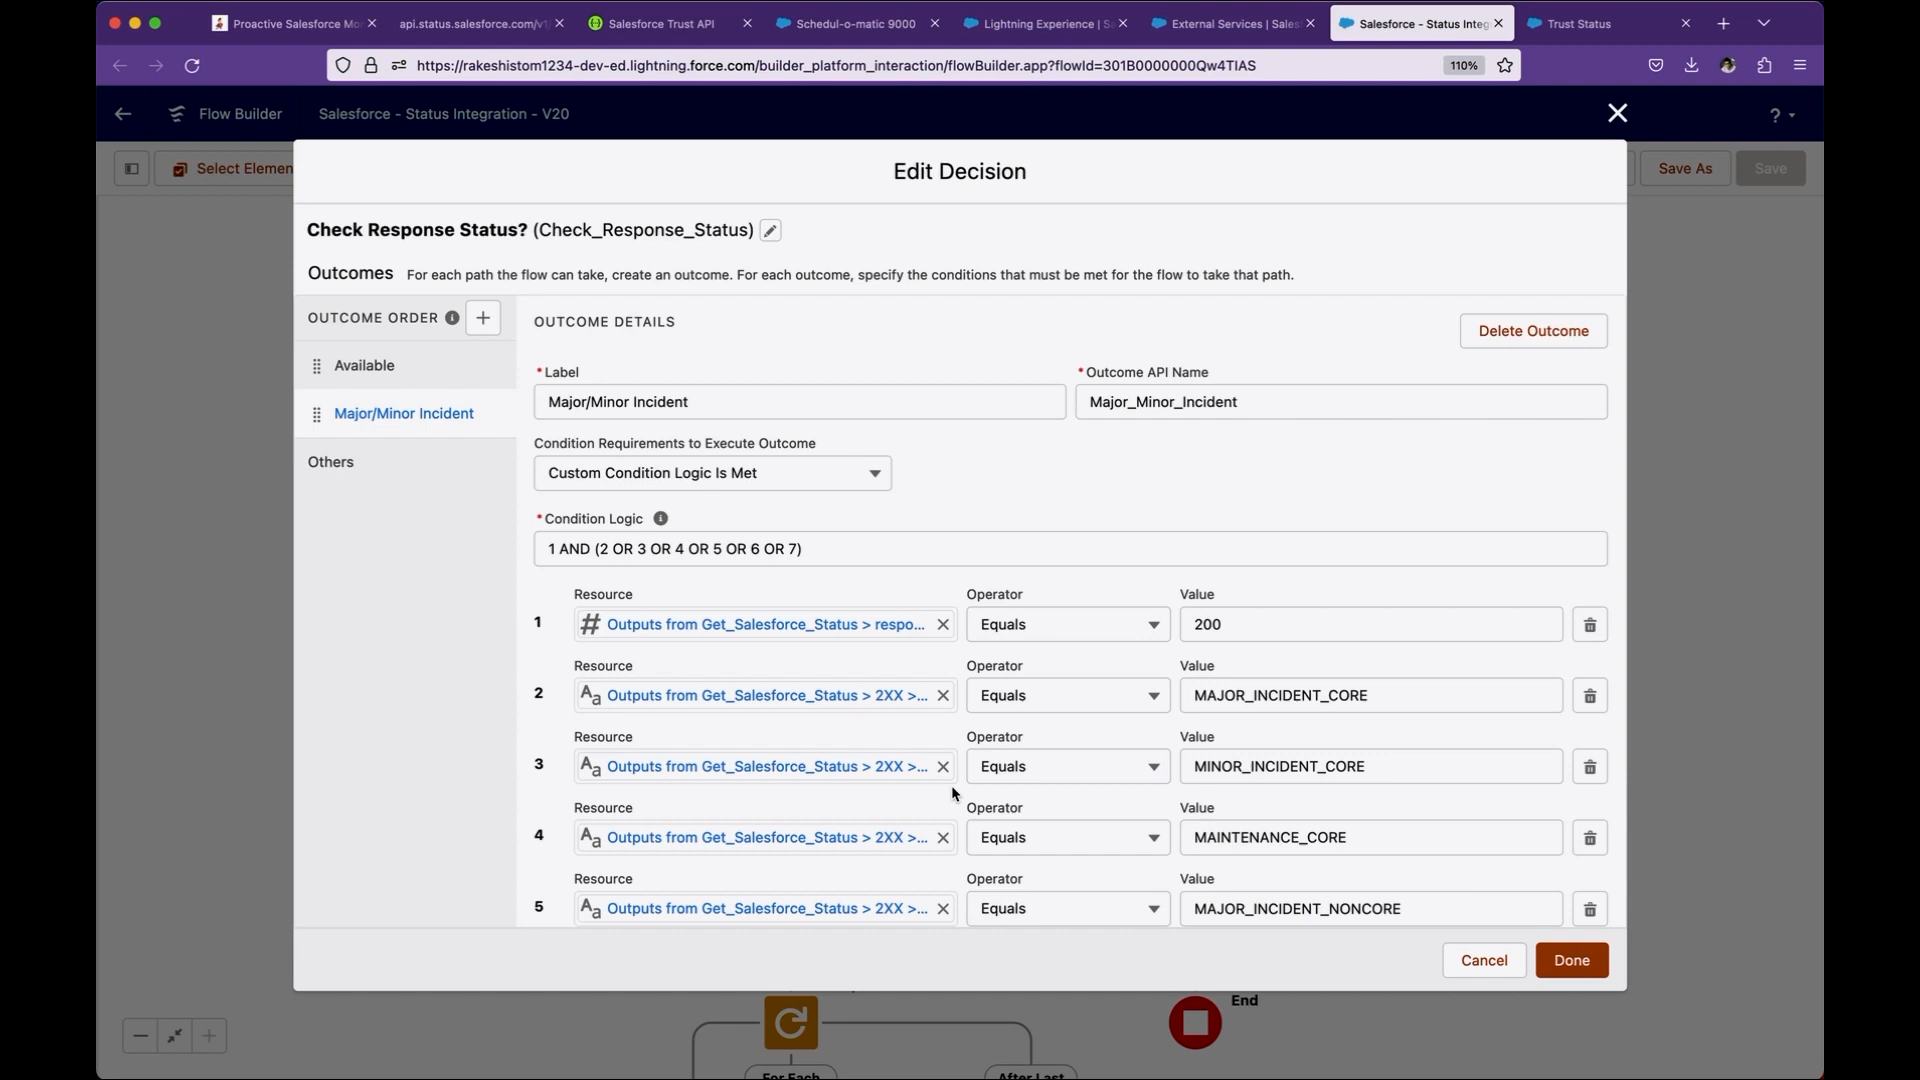 Proactive Salesforce Mo
api.status.salesforce.com/v1
Salesforce Trust API
Schedul-o-matic 9000
Lightning Experience | S
External Services | Sales
Salesforce - Status Integ
Trust Status
https://rakeshistom1234-dev-ed.lightning.force.com/builder_platform_interaction/flowBuilder.app?flowId=301B0000000Qw4TIAS
110%
Flow Builder
Salesforce - Status Integration - V20
?
Select Elemen
Save As
Save
Edit Decision
Check Response Status? (Check_Response_Status)
Outcomes For each path the flow can take, create an outcome. For each outcome, specify the conditions that must be met for the flow to take that path.
OUTCOME ORDER
Available
Major/Minor Incident
Others
OUTCOME DETAILS
Delete Outcome
*Label
*Outcome API Name
Major/Minor Incident
Major_Minor_Incident
Condition Requirements to Execute Outcome
Custom Condition Logic Is Met
*Condition Logic
1 AND (2 OR 3 OR 4 OR 5 OR 6 OR 7)
Resource Operator Value
1 Outputs from Get_Salesforce_Status > respo... Equals 200
Resource Operator Value
2 Outputs from Get_Salesforce_Status > 2XX >... Equals MAJOR_INCIDENT_CORE
Resource Operator Value
3 Outputs from Get_Salesforce_Status > 2XX >... Equals MINOR_INCIDENT_CORE
Resource Operator Value
4 Outputs from Get_Salesforce_Status > 2XX >... Equals MAINTENANCE_CORE
Resource Operator Value
5 Outputs from Get_Salesforce_Status > 2XX >... Equals MAJOR_INCIDENT_NONCORE
Cancel
Done
End
For Each
After Last